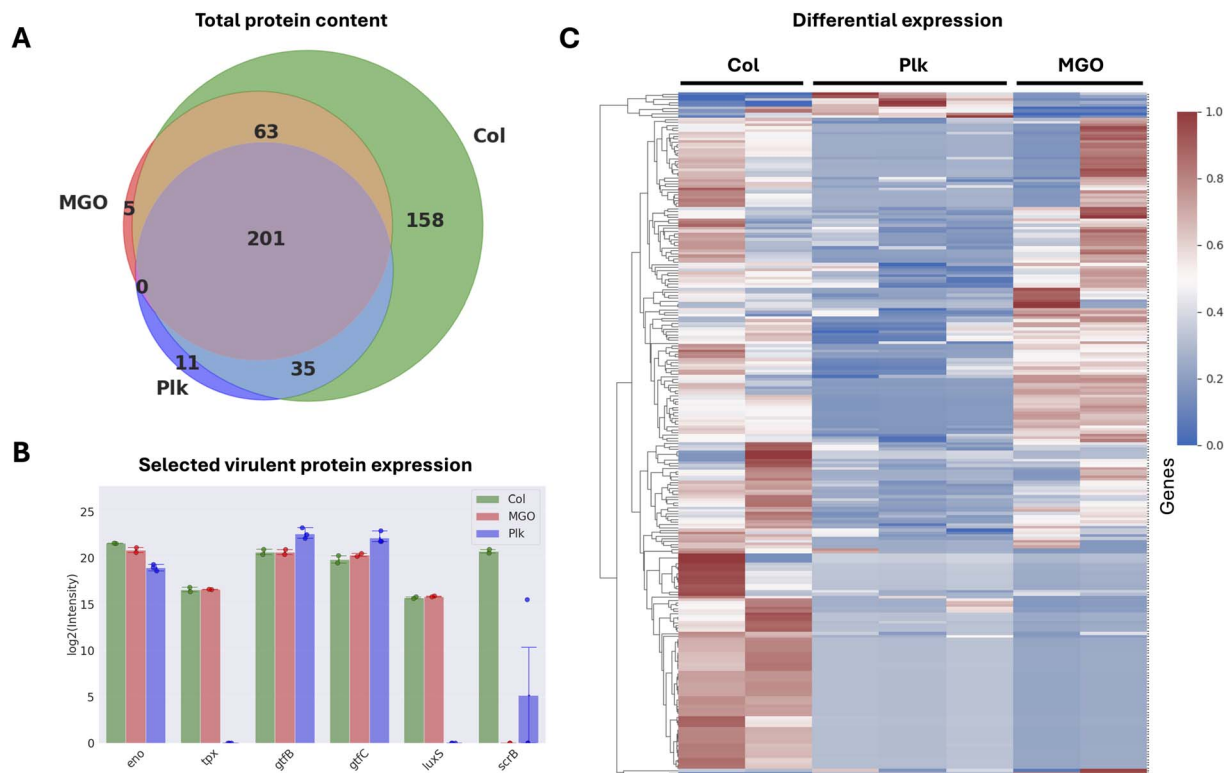 Total protein content
A
MGO
63
Col
5
158
201
0
11
35
Plk
B
Selected virulent protein expression
log2(Intensity)
25
20
15
10
5
0
Col
MGO
Plk
eno
tpx
gtfB
gtfC
luxS
scrB
Differential expression
C
Col
Plk
MGO
1.0
0.8
0.6
0.4
0.2
0.0
Genes